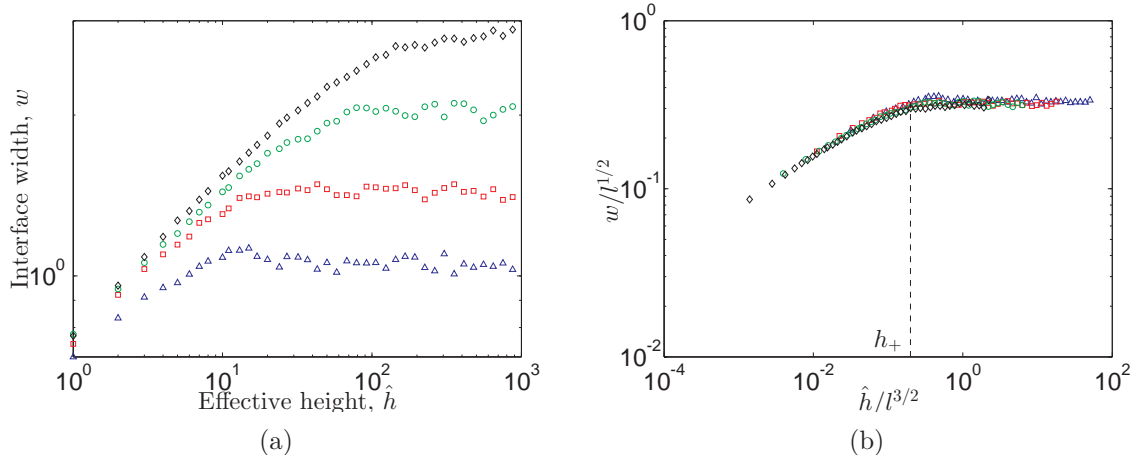 Interface width, w
10^0
10^0
10^1
10^2
10^3
Effective height, ĥ
(a)
w/l^{1/2}
10^0
10^{-1}
10^{-2}
h_+
10^{-4}
10^{-2}
10^0
10^2
ĥ/l^{3/2}
(b)